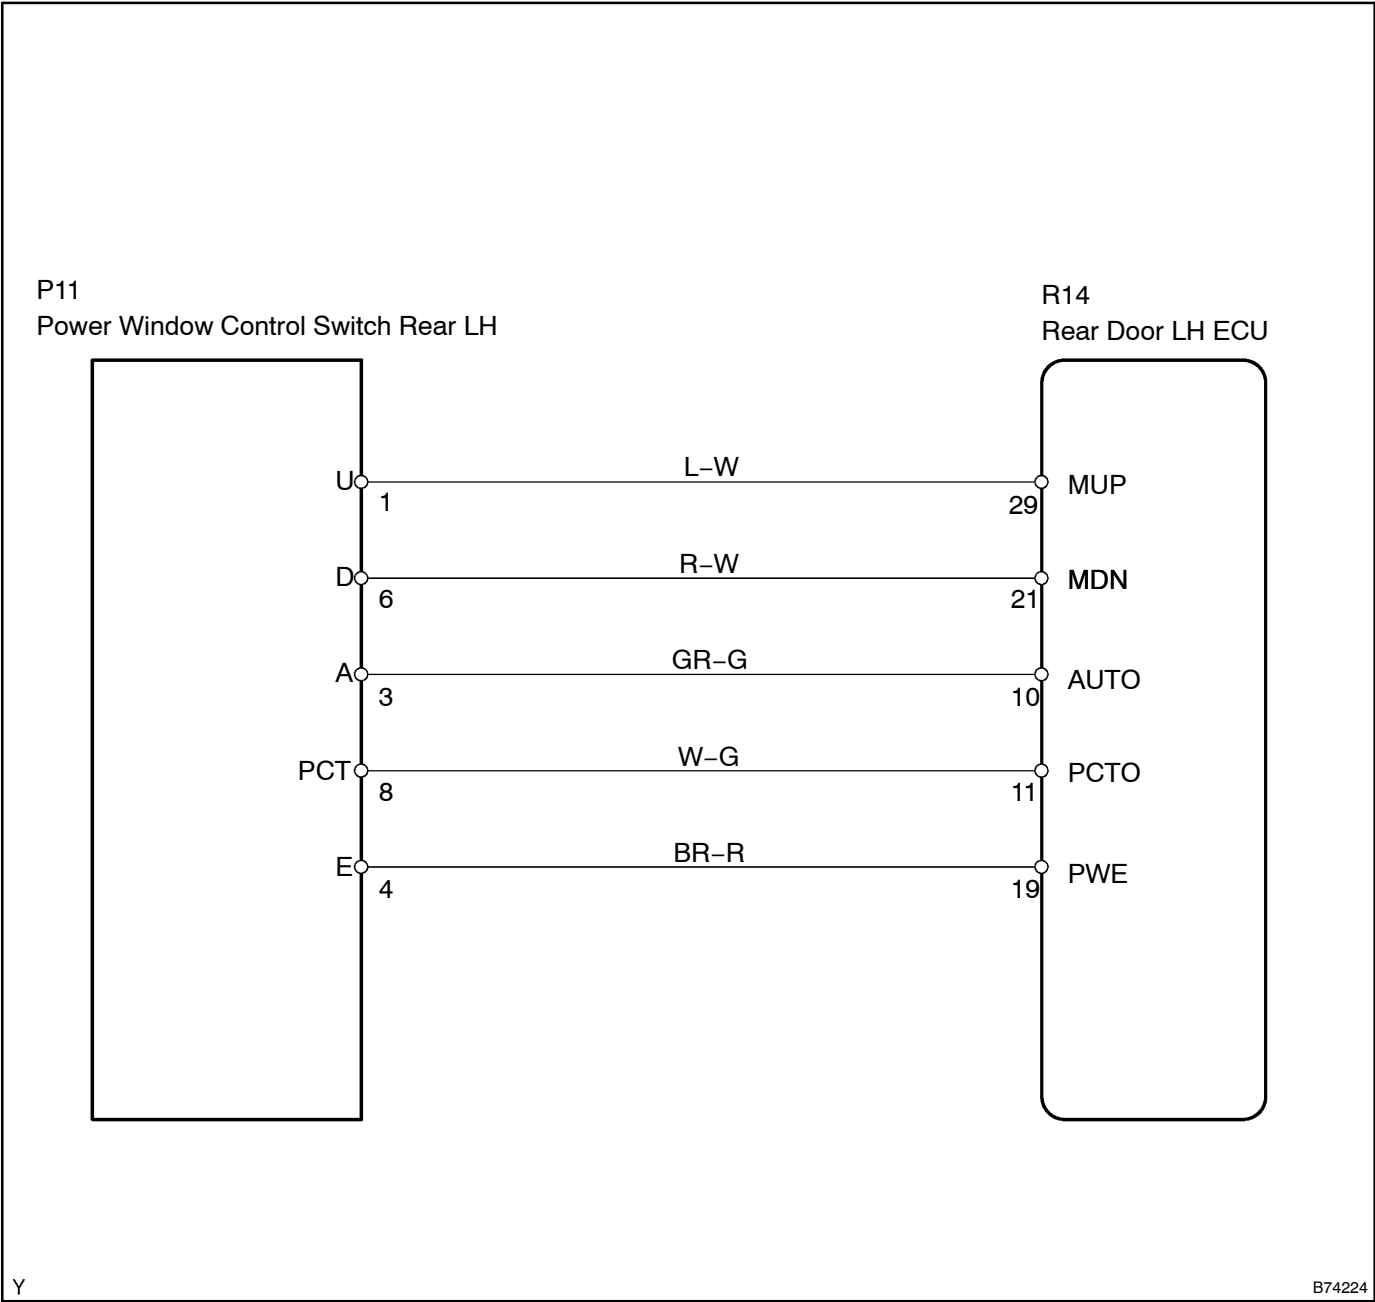 P11
Power Window Control Switch Rear LH
R14
Rear Door LH ECU
U
1
L–W
29
MUP
D
6
R–W
21
MDN
A
3
GR–G
10
AUTO
PCT
8
W–G
11
PCTO
E
4
BR–R
19
PWE
Y
B74224